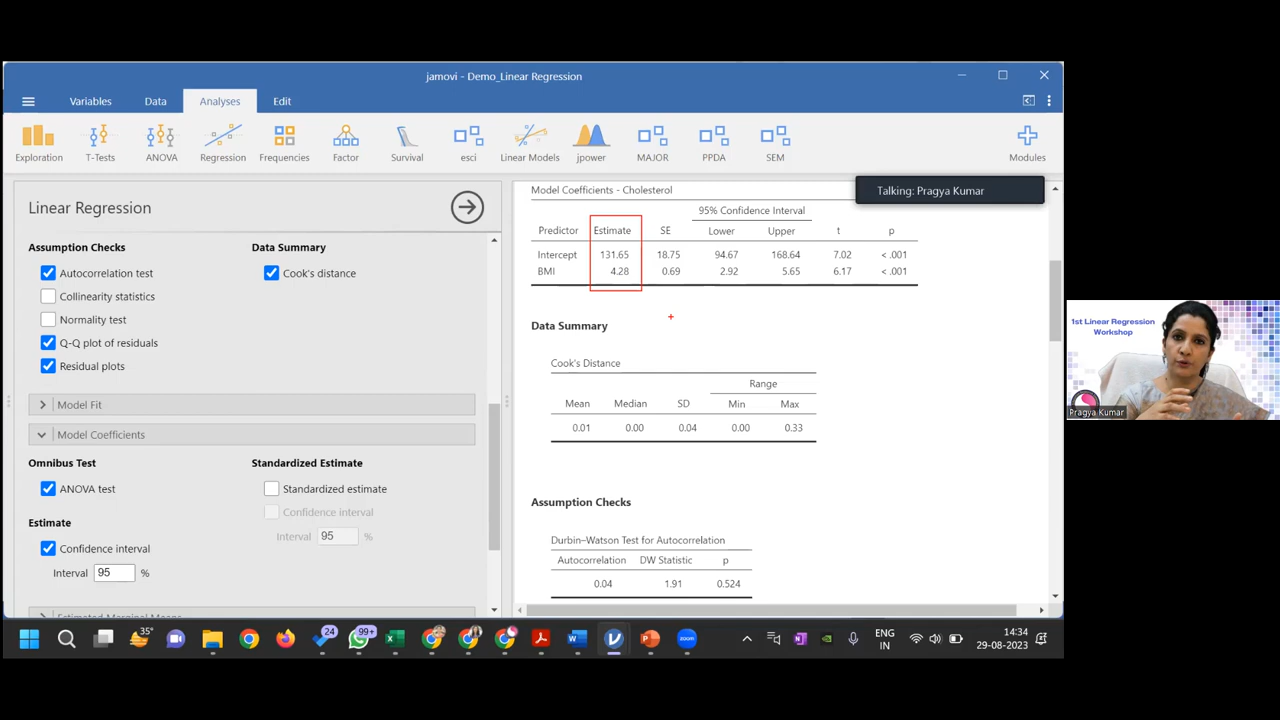 jamovi - Demo_Linear Regression
Variables Data Analyses Edit
Exploration T-Tests ANOVA Regression Frequencies Factor Survival esci Linear Models jpower MAJOR PPDA SEM Modules
Linear Regression
Assumption Checks
Autocorrelation test
Collinearity statistics
Normality test
Q-Q plot of residuals
Residual plots
Data Summary
Cook's distance
Model Fit
Model Coefficients
Omnibus Test
ANOVA test
Estimate
Confidence interval
Interval 95 %
Standardized Estimate
Standardized estimate
Confidence interval
Interval 95 %
Estimated Marginal Means
Model Coefficients - Cholesterol
95% Confidence Interval
Predictor Estimate SE Lower Upper t p
Intercept 131.65 18.75 94.67 168.64 7.02 < .001
BMI 4.28 0.69 2.92 5.65 6.17 < .001
Data Summary
Cook's Distance
Range
Mean Median SD Min Max
0.01 0.00 0.04 0.00 0.33
Assumption Checks
Durbin–Watson Test for Autocorrelation
Autocorrelation DW Statistic p
0.04 1.91 0.524
Talking: Pragya Kumar
1st Linear Regression
Workshop
Pragya Kumar
35°
24
99+
zoom
ENG
IN
14:34
29-08-2023